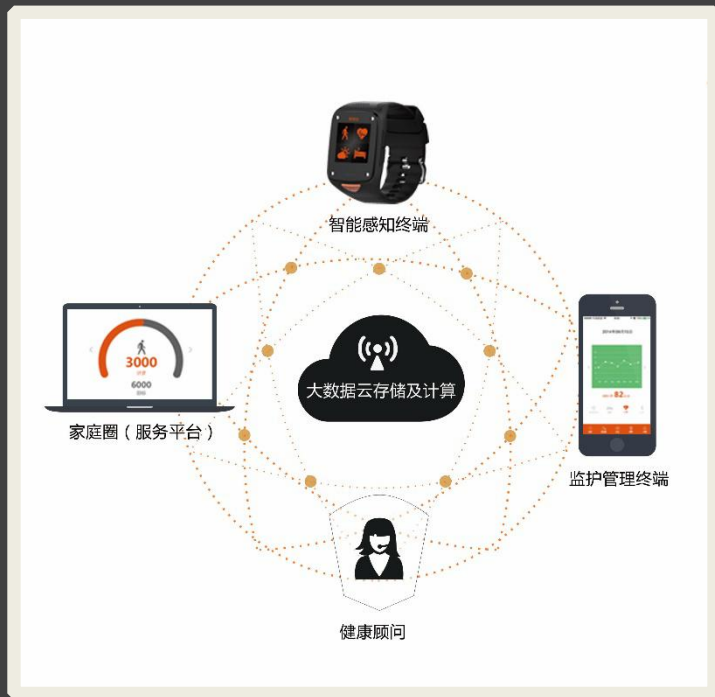 智能感知终端
3000
6000
大数据云存储及计算
82
家庭圈（服务平台）
监护管理终端
健康顾问